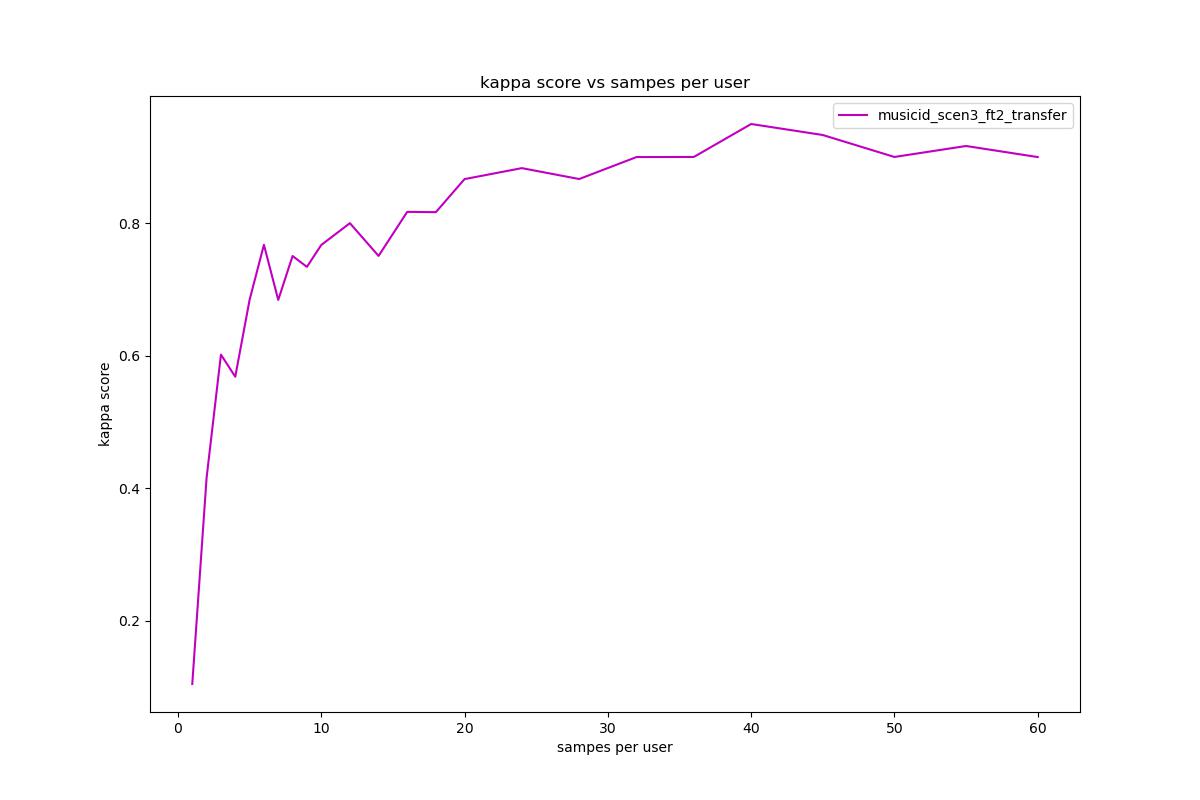 kappa score vs sampes per user
musicid_scen3_ft2_transfer
kappa score
0.8
0.6
0.4
0.2
0 10 20 30 40 50 60
sampes per user